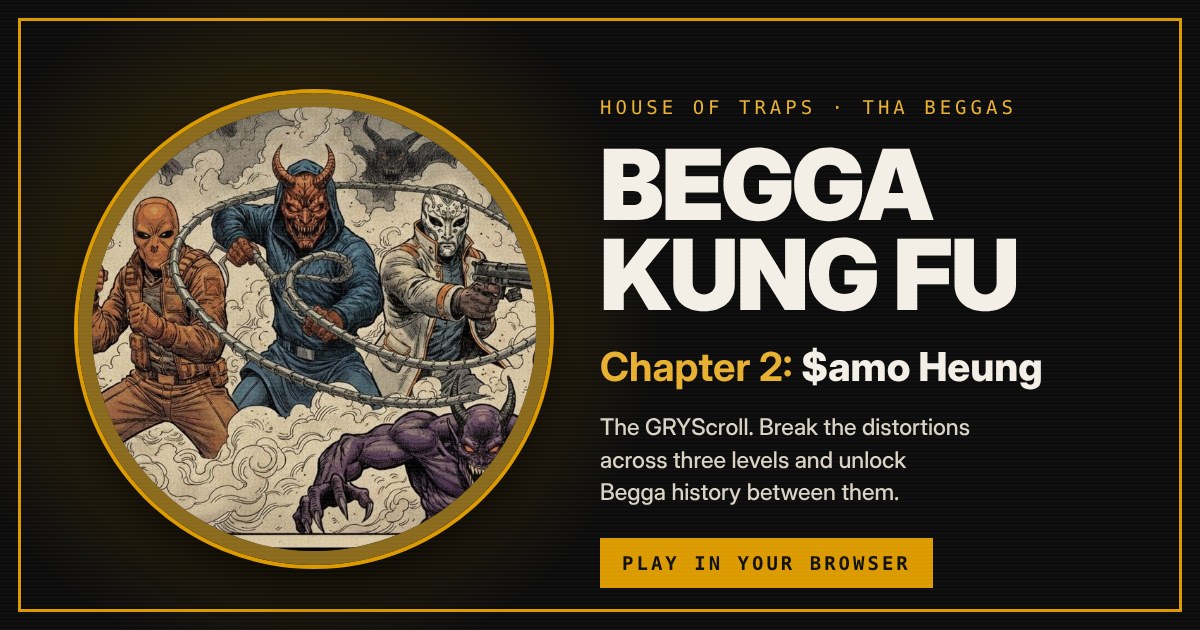 HOUSE OF TRAPS · THA BEGGAS
BEGGA
KUNG FU
Chapter 2: $amo Heung
The GRYScroll. Break the distortions
across three levels and unlock
Begga history between them.
PLAY IN YOUR BROWSER